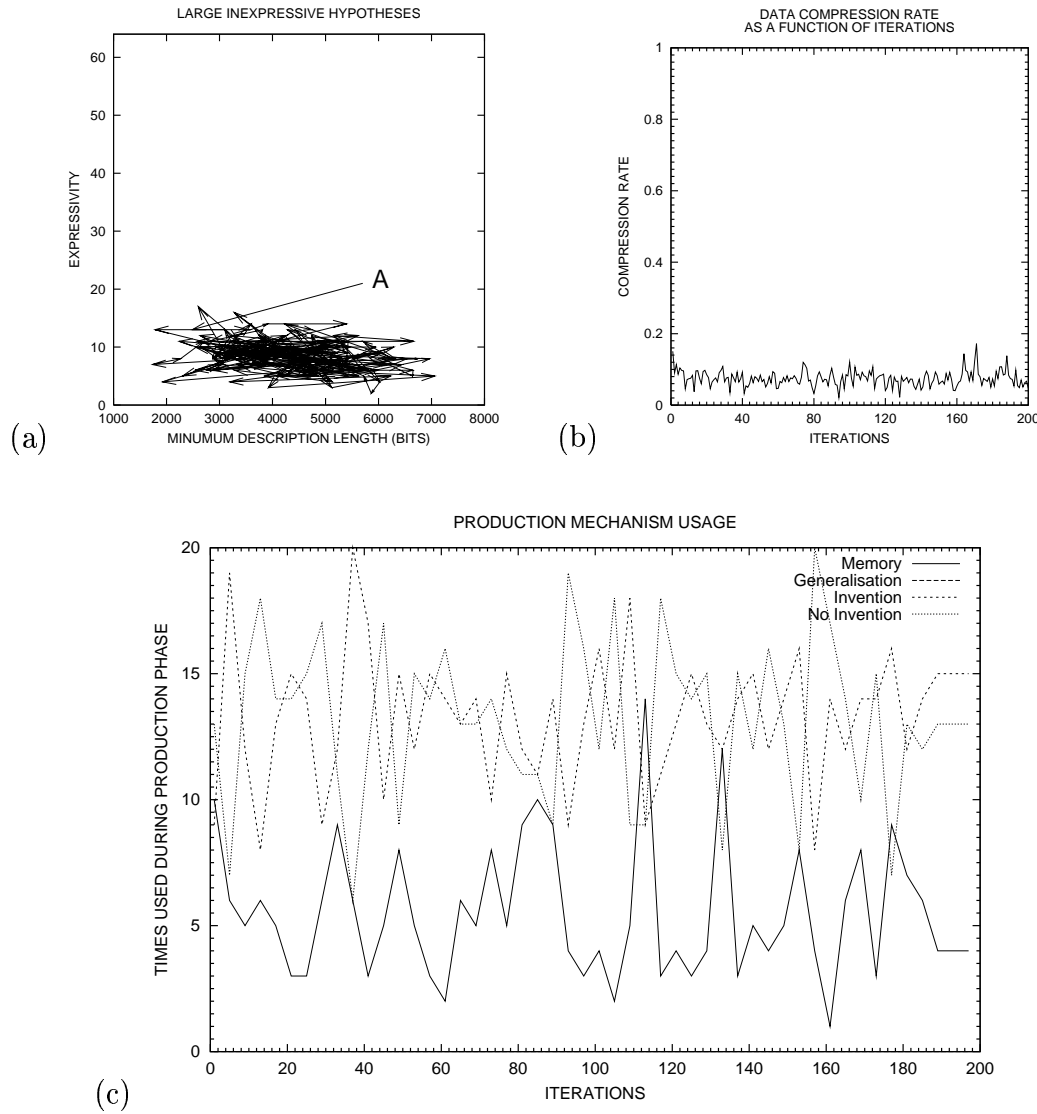 LARGE INEXPRESSIVE HYPOTHESES
60
50
40
30
20
10
0
EXPRESSIVITY
A
1000 2000 3000 4000 5000 6000 7000 8000
MINUMUM DESCRIPTION LENGTH (BITS)
(a)
DATA COMPRESSION RATE
AS A FUNCTION OF ITERATIONS
1
0.8
0.6
0.4
0.2
0
COMPRESSION RATE
0 40 80 120 160 200
ITERATIONS
(b)
PRODUCTION MECHANISM USAGE
20
15
10
5
0
TIMES USED DURING PRODUCTION PHASE
Memory
Generalisation
Invention
No Invention
0 20 40 60 80 100 120 140 160 180 200
ITERATIONS
(c)